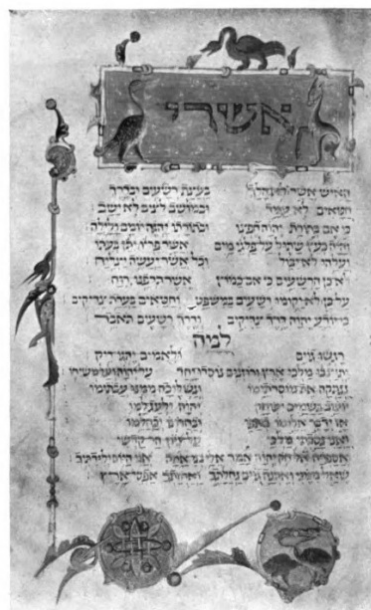 אשרי
האיש אשר לא הלך בעצת רשעים ובדרך
חטאים לא עמד ובמושב לצים לא ישב
כי אם בתורת יהוה חפצו ובתורתו יהגה יומם ולילה
והיה כעץ שתול על פלגי מים אשר פריו יתן בעתו
ועלהו לא יבול וכל אשר יעשה יצליח
לא כן הרשעים כי אם כמוץ אשר תדפנו רוח
על כן לא יקומו רשעים במשפט וחטאים בעדת צדיקים
כי יודע יהוה דרך צדיקים ודרך רשעים תאבד
למה
רגשו גוים ולאמים יהגו ריק
יתיצבו מלכי ארץ ורוזנים נוסדו יחד על יהוה ועל משיחו
ננתקה את מוסרותימו ונשליכה ממנו עבתימו
יושב בשמים ישחק יהוה ילעג למו
אז ידבר אלימו באפו ובחרונו יבהלמו
ואני נסכתי מלכי על ציון הר קדשי
אספרה אל חק יהוה אמר אלי בני אתה אני היום ילדתיך
שאל ממני ואתנה גוים נחלתך ואחזתך אפסי ארץ